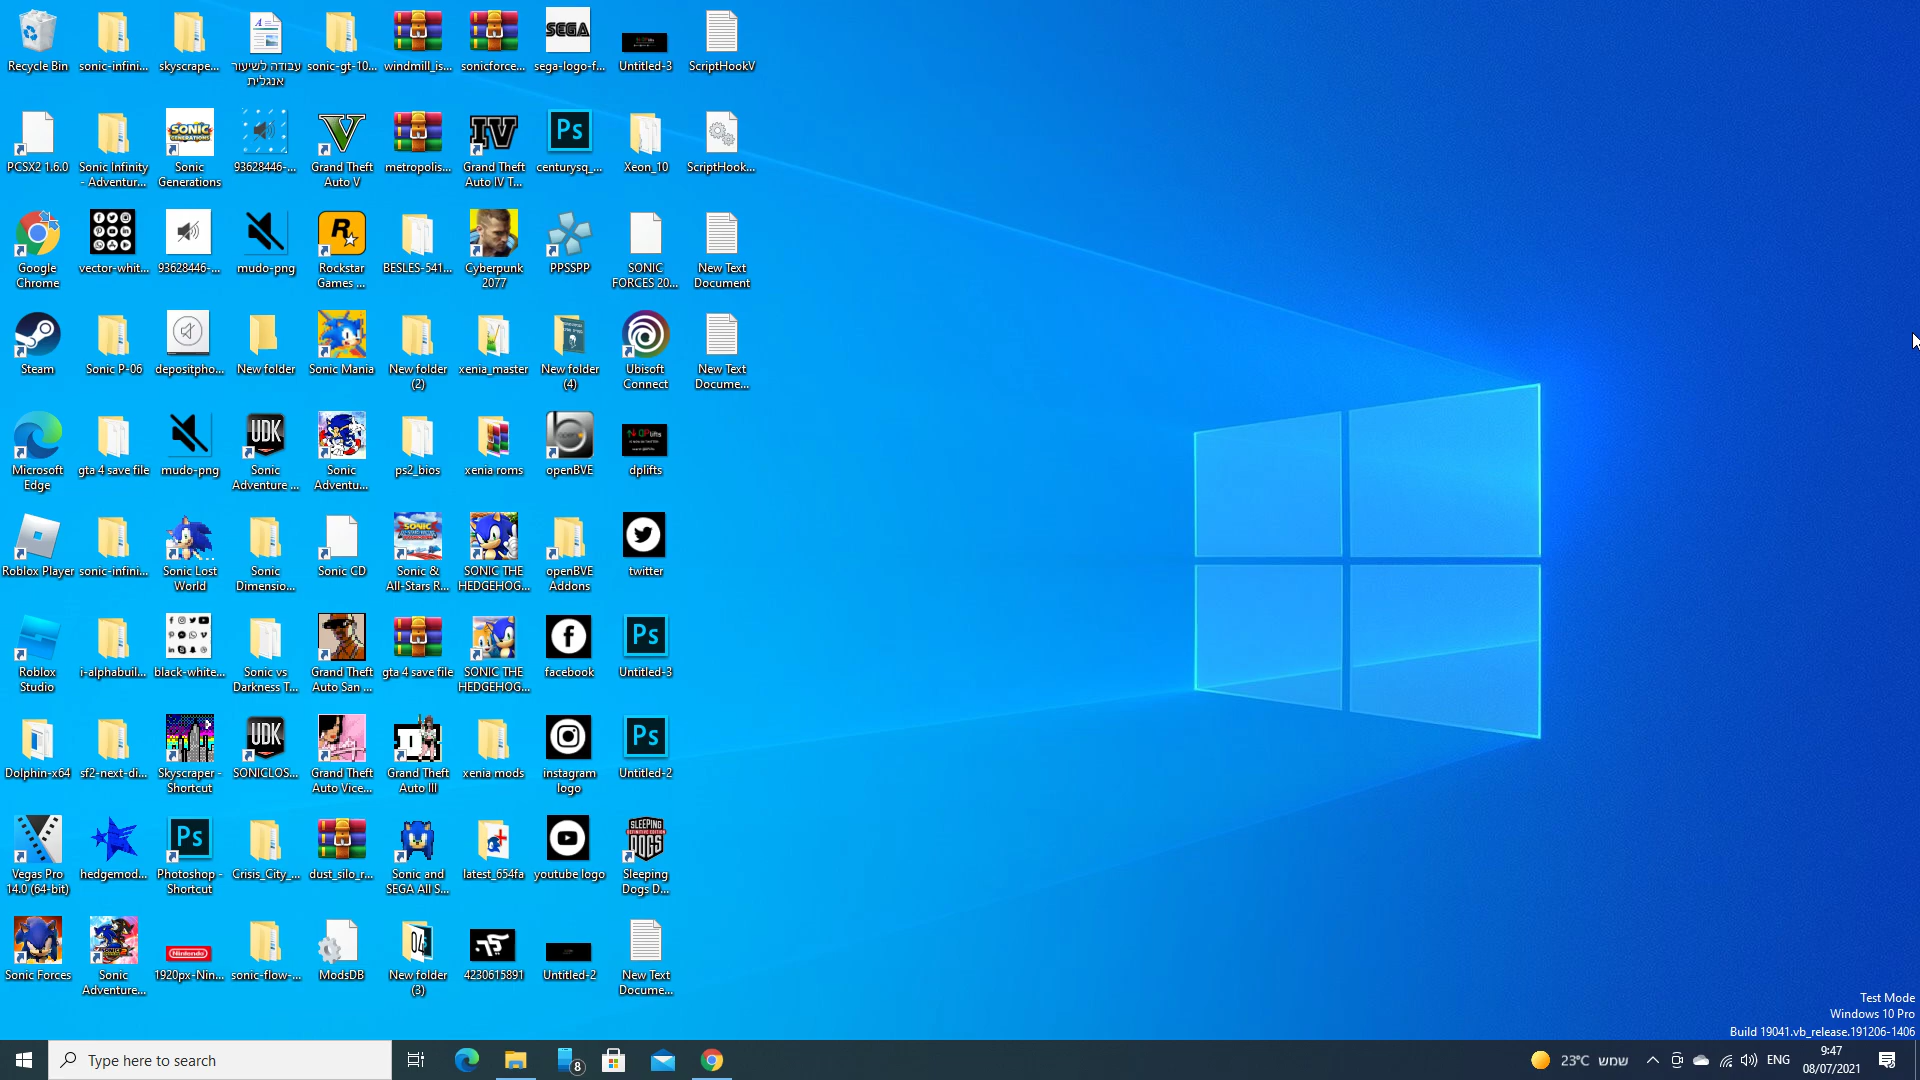 Recycle Bin
sonic-infini...
skyscrape...
עבודה לשיעור
אנגלית
sonic-gt-10...
windmill_is...
sonicforce...
SEGA
sega-logo-f...
Untitled-3
ScriptHookV
PCSX2 1.6.0
Sonic Infinity
- Adventur...
SONIC
GENERATIONS
Sonic
Generations
93628446-...
Grand Theft
Auto V
metropolis...
IV
Grand Theft
Auto IV T...
Ps
centurysq_...
Xeon_10
ScriptHook...
Google
Chrome
vector-whit...
93628446-...
mudo-png
R
Rockstar
Games ...
BESLES-541...
Cyberpunk
2077
PPSSPP
SONIC
FORCES 20...
New Text
Document
Steam
Sonic P-06
depositpho...
New folder
Sonic Mania
New folder
(2)
xenia_master
New folder
(4)
Ubisoft
Connect
New Text
Docume...
Microsoft
Edge
gta 4 save file
mudo-png
UDK
Sonic
Adventure ...
Sonic
Adventu...
ps2_bios
xenia roms
openBVE
dplifts
Roblox Player
sonic-infini...
Sonic Lost
World
Sonic
Dimensio...
Sonic CD
SONIC
Sonic &
All-Stars R...
SONIC THE
HEDGEHOG...
openBVE
Addons
twitter
Roblox
Studio
i-alphabuil...
black-white...
Sonic vs
Darkness T...
Grand Theft
Auto San ...
gta 4 save file
SONIC THE
HEDGEHOG...
facebook
Ps
Untitled-3
Dolphin-x64
sf2-next-di...
Skyscraper -
Shortcut
UDK
SONICLOS...
Grand Theft
Auto Vice...
Grand Theft
Auto III
xenia mods
instagram
logo
Ps
Untitled-2
Vegas Pro
14.0 (64-bit)
hedgemod...
Ps
Photoshop -
Shortcut
Crisis_City_...
dust_silo_r...
Sonic and
SEGA All S...
latest_654fa
youtube logo
SLEEPING
DOGS
Sleeping
Dogs D...
Sonic Forces
Sonic
Adventure...
Nintendo
1920px-Nin...
sonic-flow-...
ModsDB
New folder
(3)
4230615891
Untitled-2
New Text
Docume...
Test Mode
Windows 10 Pro
Build 19041.vb_release.191206-1406
Type here to search
8
23°C שמש
ENG
9:47
08/07/2021